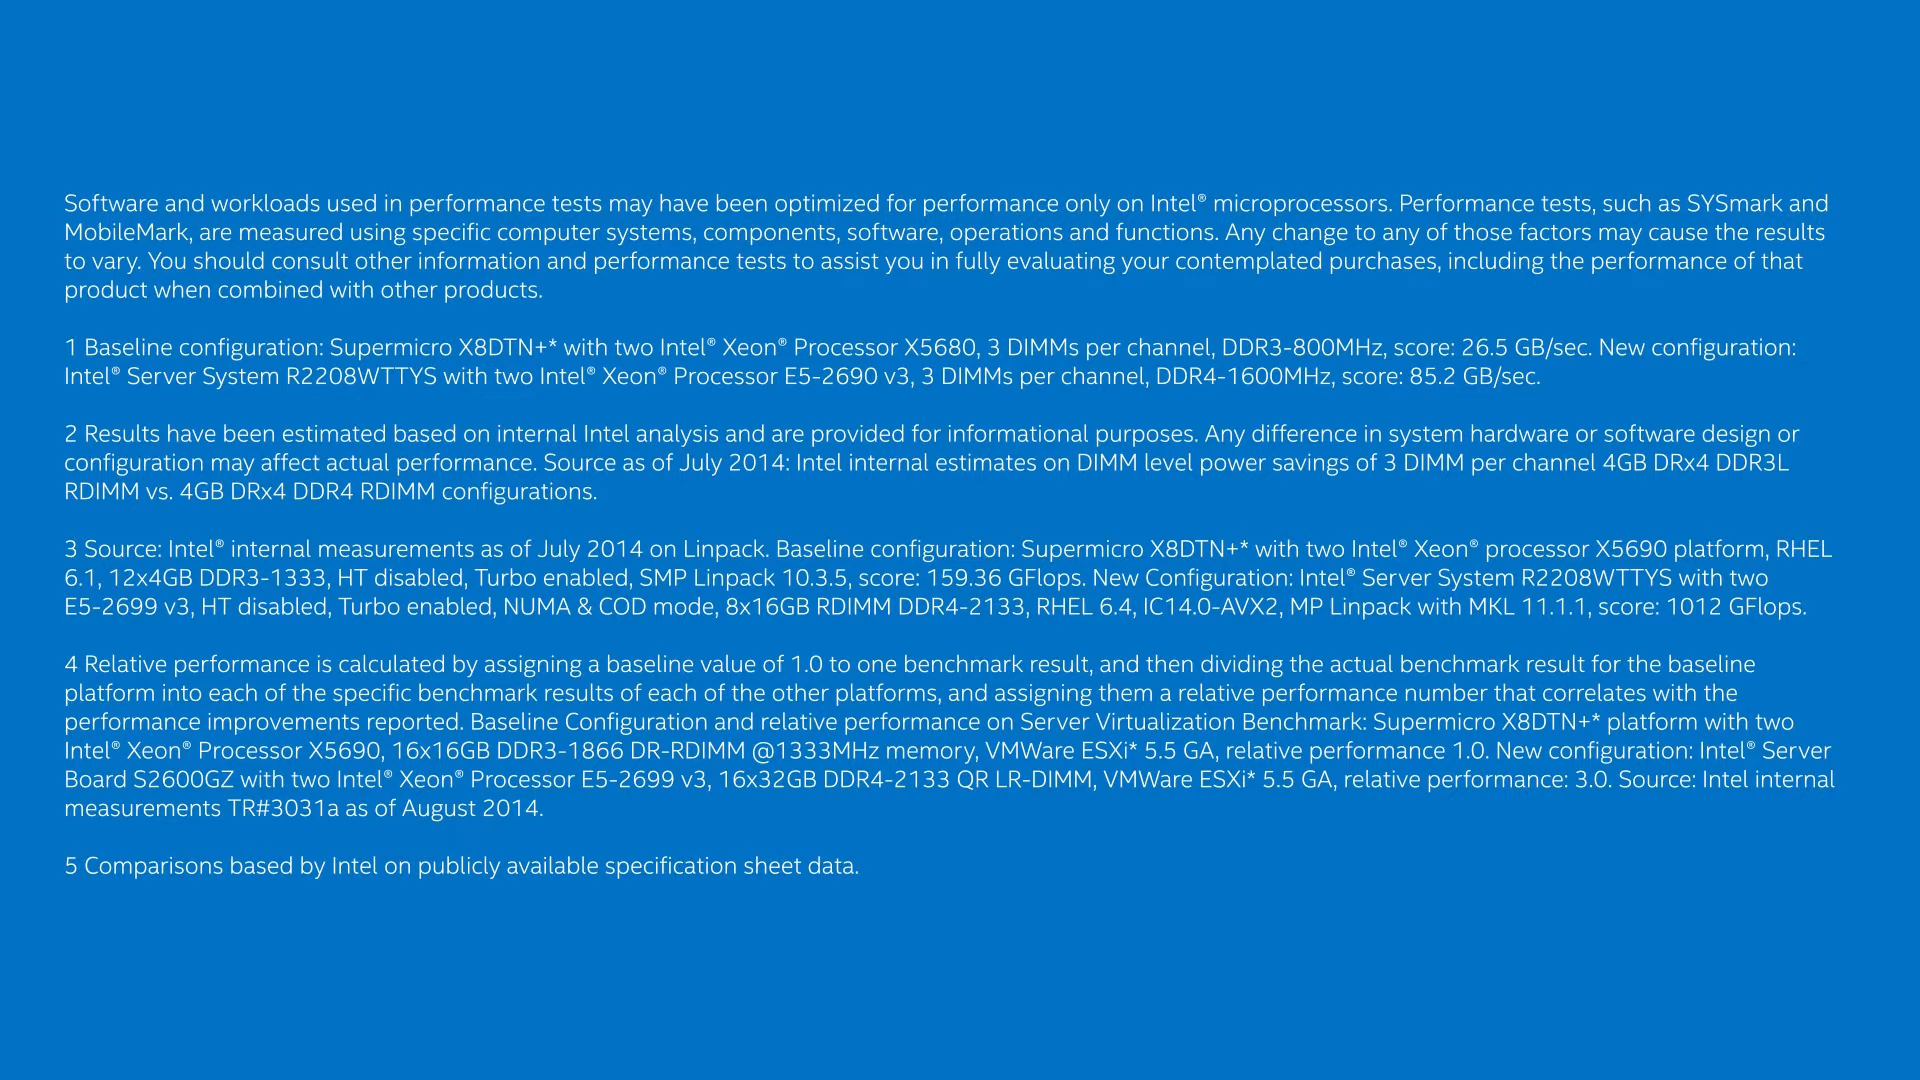 Software and workloads used in performance tests may have been optimized for performance only on Intel® microprocessors. Performance tests, such as SYSmark and
MobileMark, are measured using specific computer systems, components, software, operations and functions. Any change to any of those factors may cause the results
to vary. You should consult other information and performance tests to assist you in fully evaluating your contemplated purchases, including the performance of that
product when combined with other products.
1 Baseline configuration: Supermicro X8DTN+* with two Intel® Xeon® Processor X5680, 3 DIMMs per channel, DDR3-800MHz, score: 26.5 GB/sec. New configuration:
Intel® Server System R2208WTTYS with two Intel® Xeon® Processor E5-2690 v3, 3 DIMMs per channel, DDR4-1600MHz, score: 85.2 GB/sec.
2 Results have been estimated based on internal Intel analysis and are provided for informational purposes. Any difference in system hardware or software design or
configuration may affect actual performance. Source as of July 2014: Intel internal estimates on DIMM level power savings of 3 DIMM per channel 4GB DRx4 DDR3L
RDIMM vs. 4GB DRx4 DDR4 RDIMM configurations.
3 Source: Intel® internal measurements as of July 2014 on Linpack. Baseline configuration: Supermicro X8DTN+* with two Intel® Xeon® processor X5690 platform, RHEL
6.1, 12x4GB DDR3-1333, HT disabled, Turbo enabled, SMP Linpack 10.3.5, score: 159.36 GFlops. New Configuration: Intel® Server System R2208WTTYS with two
E5-2699 v3, HT disabled, Turbo enabled, NUMA & COD mode, 8x16GB RDIMM DDR4-2133, RHEL 6.4, IC14.0-AVX2, MP Linpack with MKL 11.1.1, score: 1012 GFlops.
4 Relative performance is calculated by assigning a baseline value of 1.0 to one benchmark result, and then dividing the actual benchmark result for the baseline
platform into each of the specific benchmark results of each of the other platforms, and assigning them a relative performance number that correlates with the
performance improvements reported. Baseline Configuration and relative performance on Server Virtualization Benchmark: Supermicro X8DTN+* platform with two
Intel® Xeon® Processor X5690, 16x16GB DDR3-1866 DR-RDIMM @1333MHz memory, VMWare ESXi* 5.5 GA, relative performance 1.0. New configuration: Intel® Server
Board S2600GZ with two Intel® Xeon® Processor E5-2699 v3, 16x32GB DDR4-2133 QR LR-DIMM, VMWare ESXi* 5.5 GA, relative performance: 3.0. Source: Intel internal
measurements TR#3031a as of August 2014.
5 Comparisons based by Intel on publicly available specification sheet data.